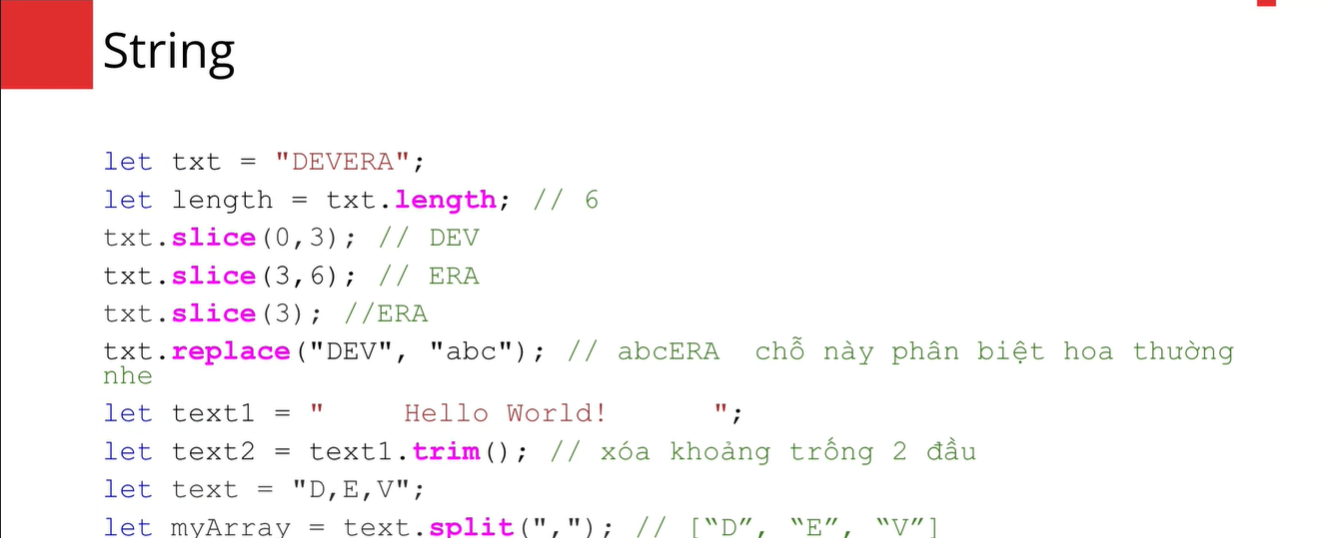 String
let txt = "DEVERA";
let length = txt.length; // 6
txt.slice(0,3); // DEV
txt.slice(3,6); // ERA
txt.slice(3); //ERA
txt.replace("DEV", "abc"); // abcERA  chỗ này phân biệt hoa thường
nhe
let text1 = "     Hello World!      ";
let text2 = text1.trim(); // xóa khoảng trống 2 đầu
let text = "D,E,V";
let myArray = text.split(","); // [“D”, “E”, “V”]